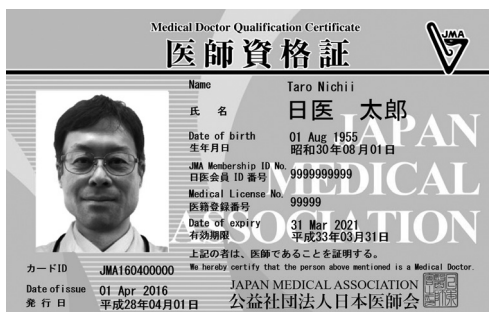 Medical Doctor Qualification Certificate
医師資格証
JMA
Name
Taro Nichii
氏 名
日医 太郎
Date of birth
01 Aug 1955
生年月日
昭和30年08月01日
JMA Membership ID No.
日医会員 ID 番号
9999999999
Medical License No.
医籍登録番号
99999
Date of expiry
31 Mar 2021
有効期限
平成33年03月31日
上記の者は、医師であることを証明する。
We hereby certify that the person above mentioned is a Medical Doctor.
カードID
JMA160400000
Date of issue
01 Apr 2016
発 行 日
平成28年04月01日
JAPAN MEDICAL ASSOCIATION
公益社団法人日本医師会
JAPAN
MEDICAL
ASSOCIATION